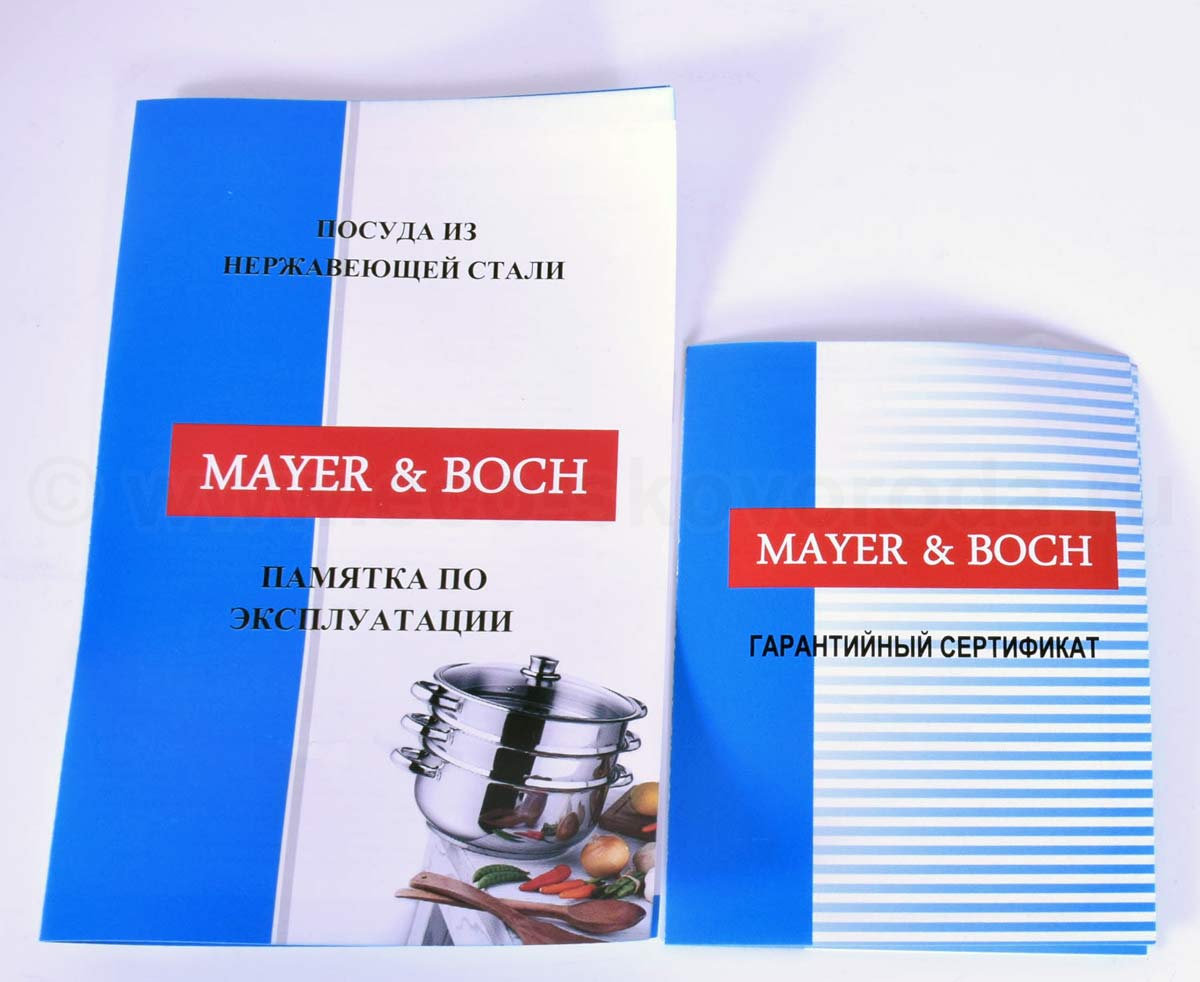 ПОСУДА ИЗ
НЕРЖАВЕЮЩЕЙ СТАЛИ
MAYER & BOCH
ПАМЯТКА ПО
ЭКСПЛУАТАЦИИ
MAYER & BOCH
ГАРАНТИЙНЫЙ СЕРТИФИКАТ